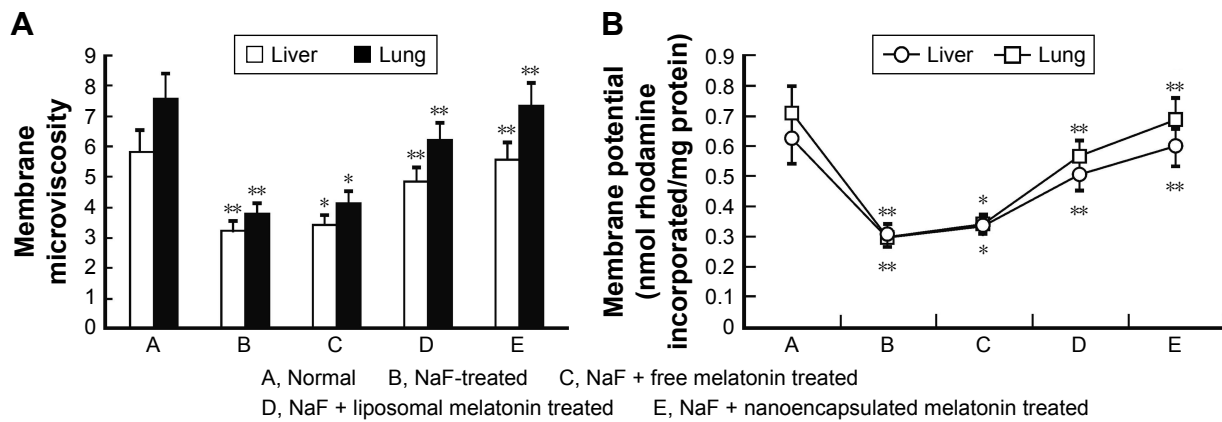 A
Liver Lung
Membrane
microviscosity
9
8
7
6
5
4
3
2
1
0
** ** * * ** ** ** **
A B C D E
B
Liver Lung
Membrane potential
(nmol rhodamine
incorporated/mg protein)
0.9
0.8
0.7
0.6
0.5
0.4
0.3
0.2
0.1
0
** ** * * ** ** ** **
A B C D E
A, Normal B, NaF-treated C, NaF + free melatonin treated
D, NaF + liposomal melatonin treated E, NaF + nanoencapsulated melatonin treated